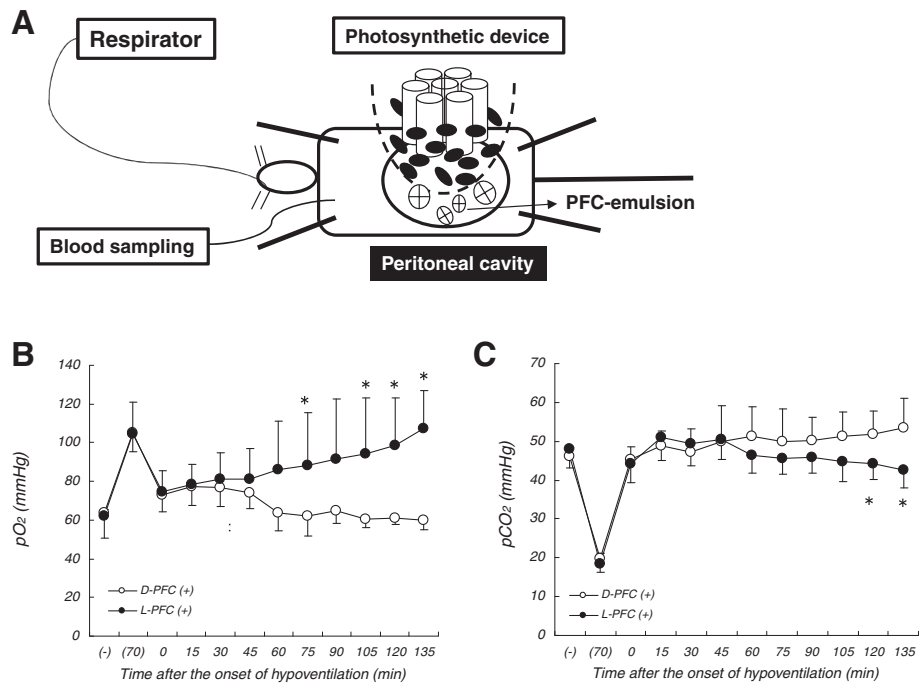 A
Respirator
Photosynthetic device
PFC-emulsion
Blood sampling
Peritoneal cavity
B
140
120
100
80
60
40
20
0
pO2 (mmHg)
* * * *
:
D-PFC (+)
L-PFC (+)
(-) (70) 0 15 30 45 60 75 90 105 120 135
Time after the onset of hypoventilation (min)
C
70
60
50
40
30
20
10
0
pCO2 (mmHg)
* *
D-PFC (+)
L-PFC (+)
(-) (70) 0 15 30 45 60 75 90 105 120 135
Time after the onset of hypoventilation (min)